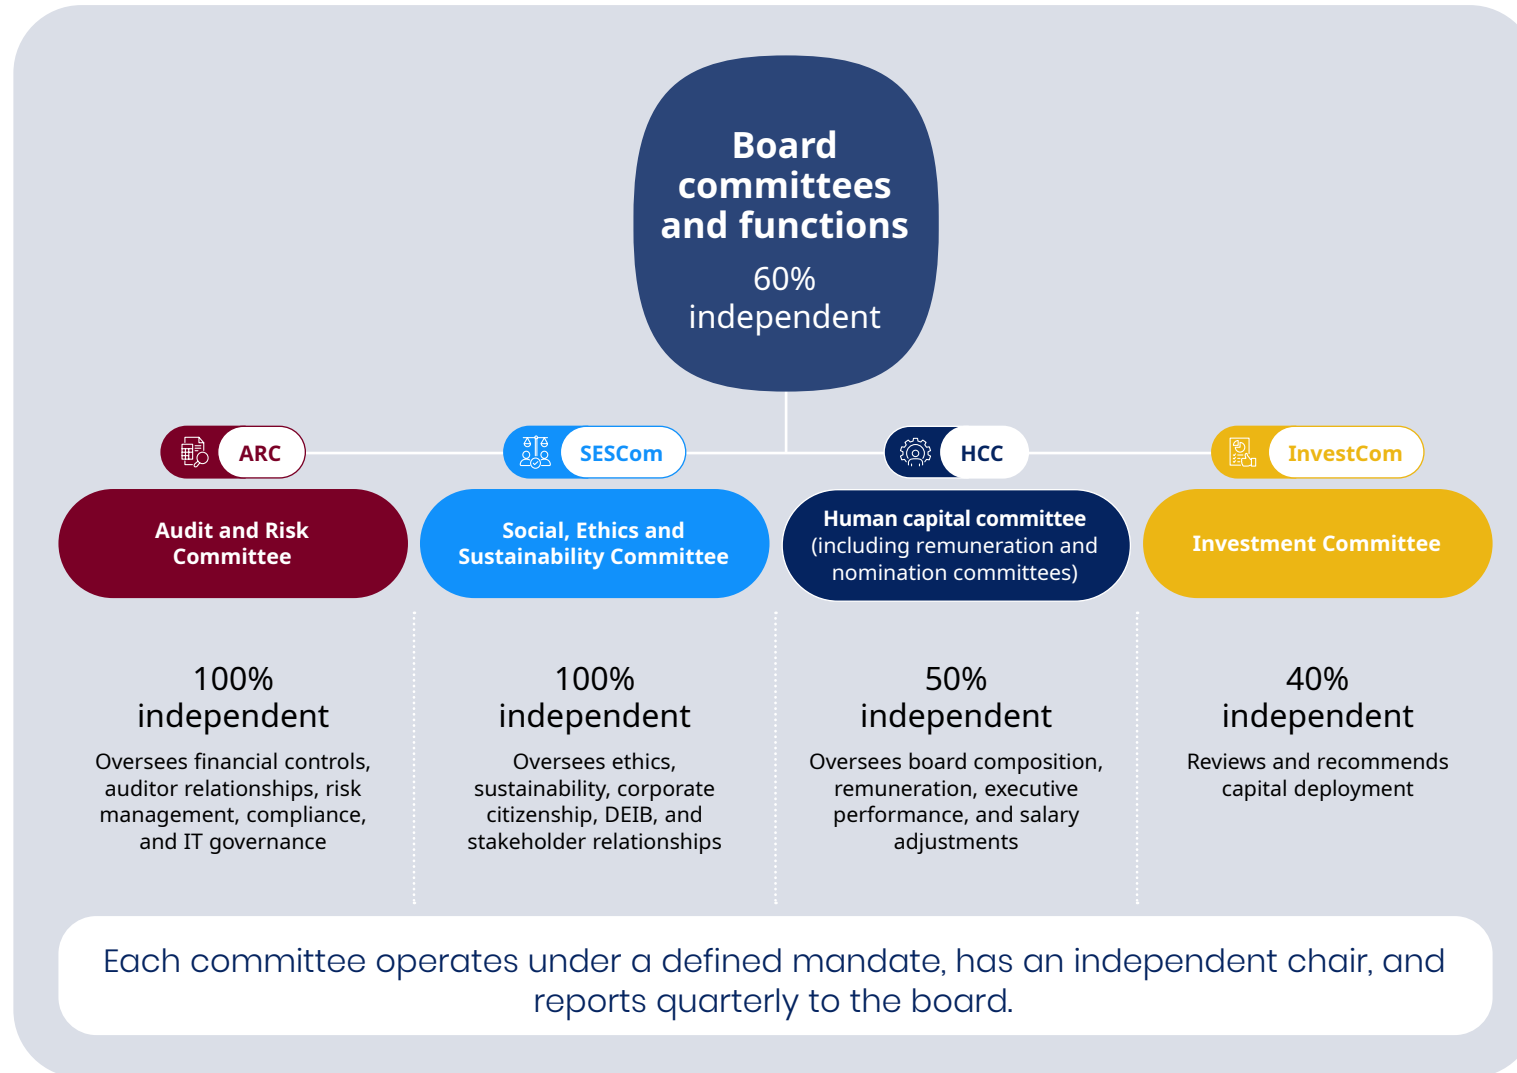 Board
committees
and functions
60%
independent
ARC
SESCom
HCC
InvestCom
Audit and Risk
Committee
Social, Ethics and
Sustainability Committee
Human capital committee
(including remuneration and
nomination committees)
Investment Committee
100%
independent
Oversees financial controls,
auditor relationships, risk
management, compliance,
and IT governance
100%
independent
Oversees ethics,
sustainability, corporate
citizenship, DEIB, and
stakeholder relationships
50%
independent
Oversees board composition,
remuneration, executive
performance, and salary
adjustments
40%
independent
Reviews and recommends
capital deployment
Each committee operates under a defined mandate, has an independent chair, and
reports quarterly to the board.